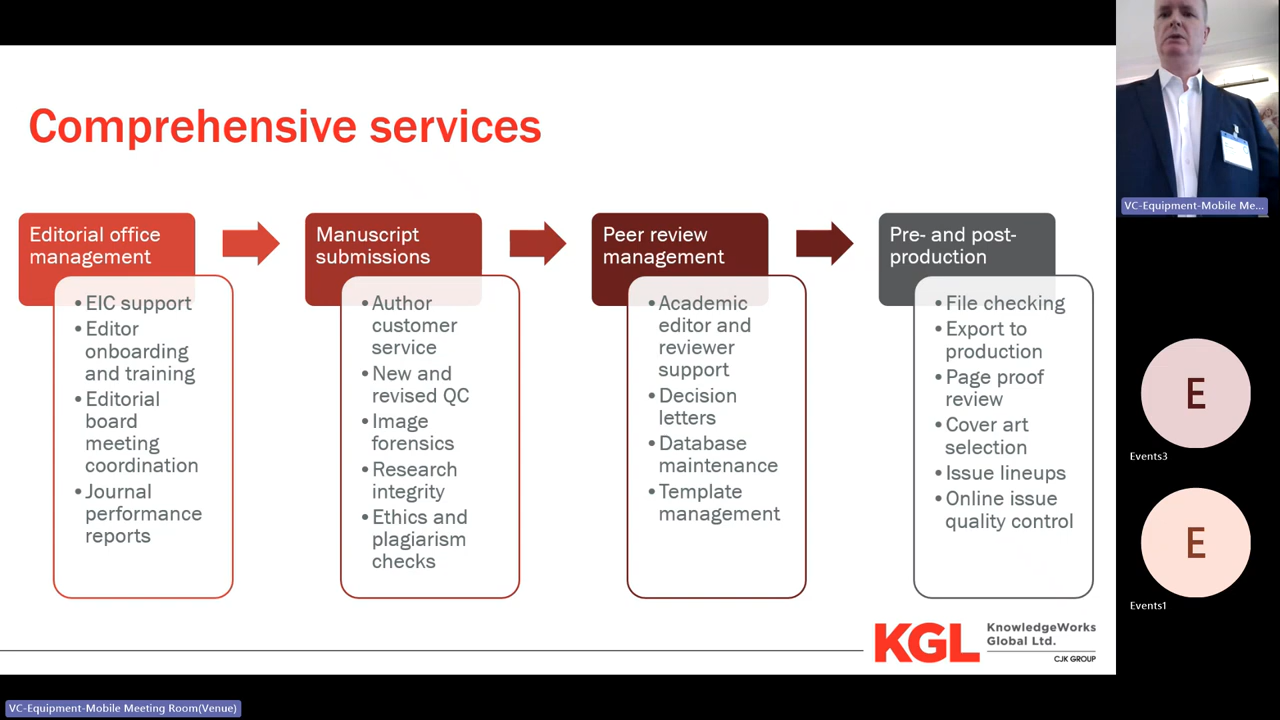 Comprehensive services
Editorial office
management
• EIC support
• Editor
onboarding
and training
• Editorial
board
meeting
coordination
• Journal
performance
reports
Manuscript
submissions
• Author
customer
service
• New and
revised QC
• Image
forensics
• Research
integrity
• Ethics and
plagiarism
checks
Peer review
management
• Academic
editor and
reviewer
support
• Decision
letters
• Database
maintenance
• Template
management
Pre- and post-
production
• File checking
• Export to
production
• Page proof
review
• Cover art
selection
• Issue lineups
• Online issue
quality control
KGL
KnowledgeWorks
Global Ltd.
CJK GROUP
VC-Equipment-Mobile Me...
E
Events3
E
Events1
VC-Equipment-Mobile Meeting Room(Venue)